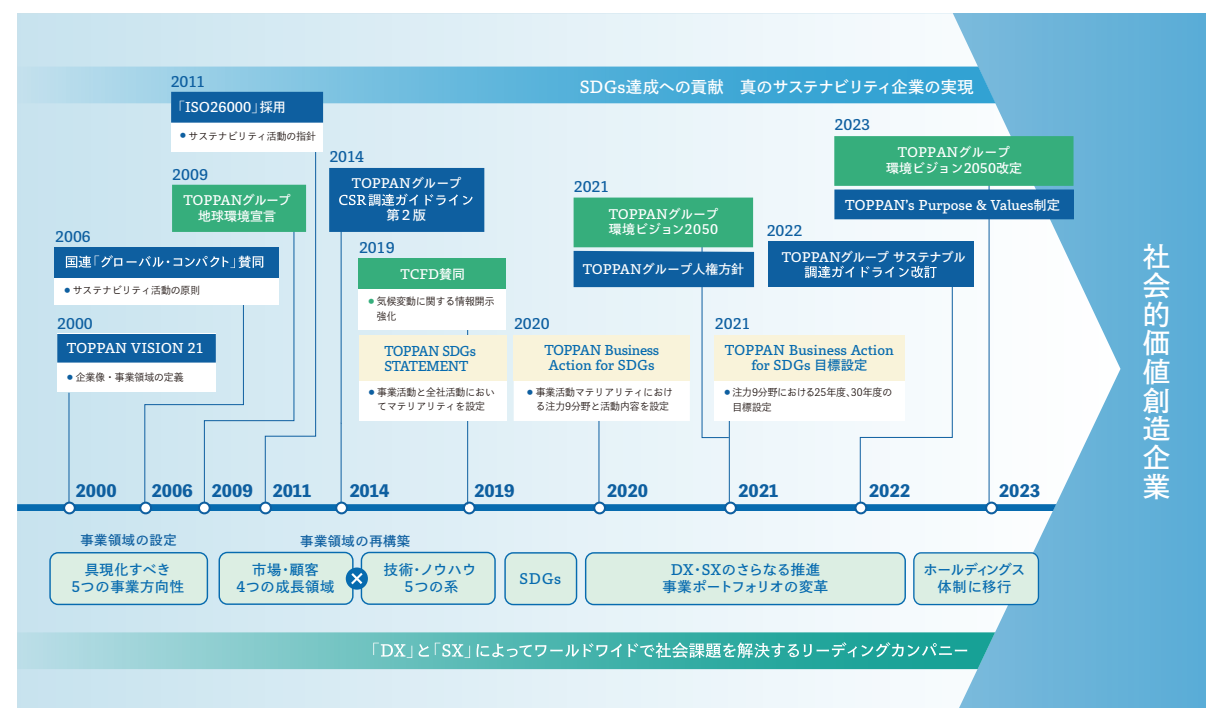 SDGs達成への貢献　真のサステナビリティ企業の実現
2011
「ISO26000」採用
● サステナビリティ活動の指針
2009
TOPPANグループ
地球環境宣言
2006
国連「グローバル・コンパクト」賛同
● サステナビリティ活動の原則
2000
TOPPAN VISION 21
● 企業像・事業領域の定義
2014
TOPPANグループ
CSR調達ガイドライン
第2版
2019
TCFD賛同
● 気候変動に関する情報開示
強化
TOPPAN SDGs
STATEMENT
● 事業活動と全社活動におい
てマテリアリティを設定
2020
TOPPAN Business
Action for SDGs
● 事業活動マテリアリティにおけ
る注力9分野と活動内容を設定
2021
TOPPANグループ
環境ビジョン2050
TOPPANグループ人権方針
2021
TOPPAN Business Action
for SDGs 目標設定
● 注力9分野における25年度、30年度の
目標設定
2022
TOPPANグループ サステナブル
調達ガイドライン改訂
2023
TOPPANグループ
環境ビジョン2050改定
TOPPAN's Purpose & Values制定
社会的価値創造企業
2000
2006
2009
2011
2014
2019
2020
2021
2022
2023
事業領域の設定
具現化すべき
5つの事業方向性
事業領域の再構築
市場・顧客
4つの成長領域
×
技術・ノウハウ
5つの系
SDGs
DX・SXのさらなる推進
事業ポートフォリオの変革
ホールディングス
体制に移行
「DX」と「SX」によってワールドワイドで社会課題を解決するリーディングカンパニー